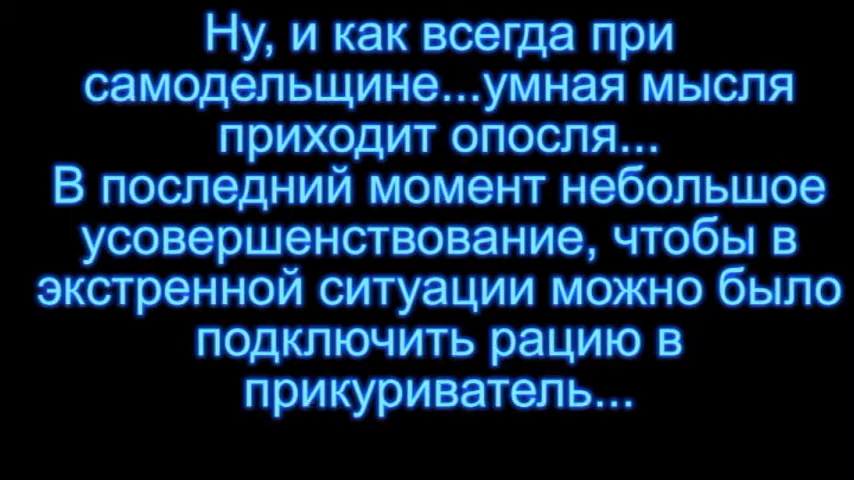 Ну, и как всегда при
самодельщине...умная мысля
приходит опосля...
В последний момент небольшое
усовершенствование, чтобы в
экстренной ситуации можно было
подключить рацию в
прикуриватель...